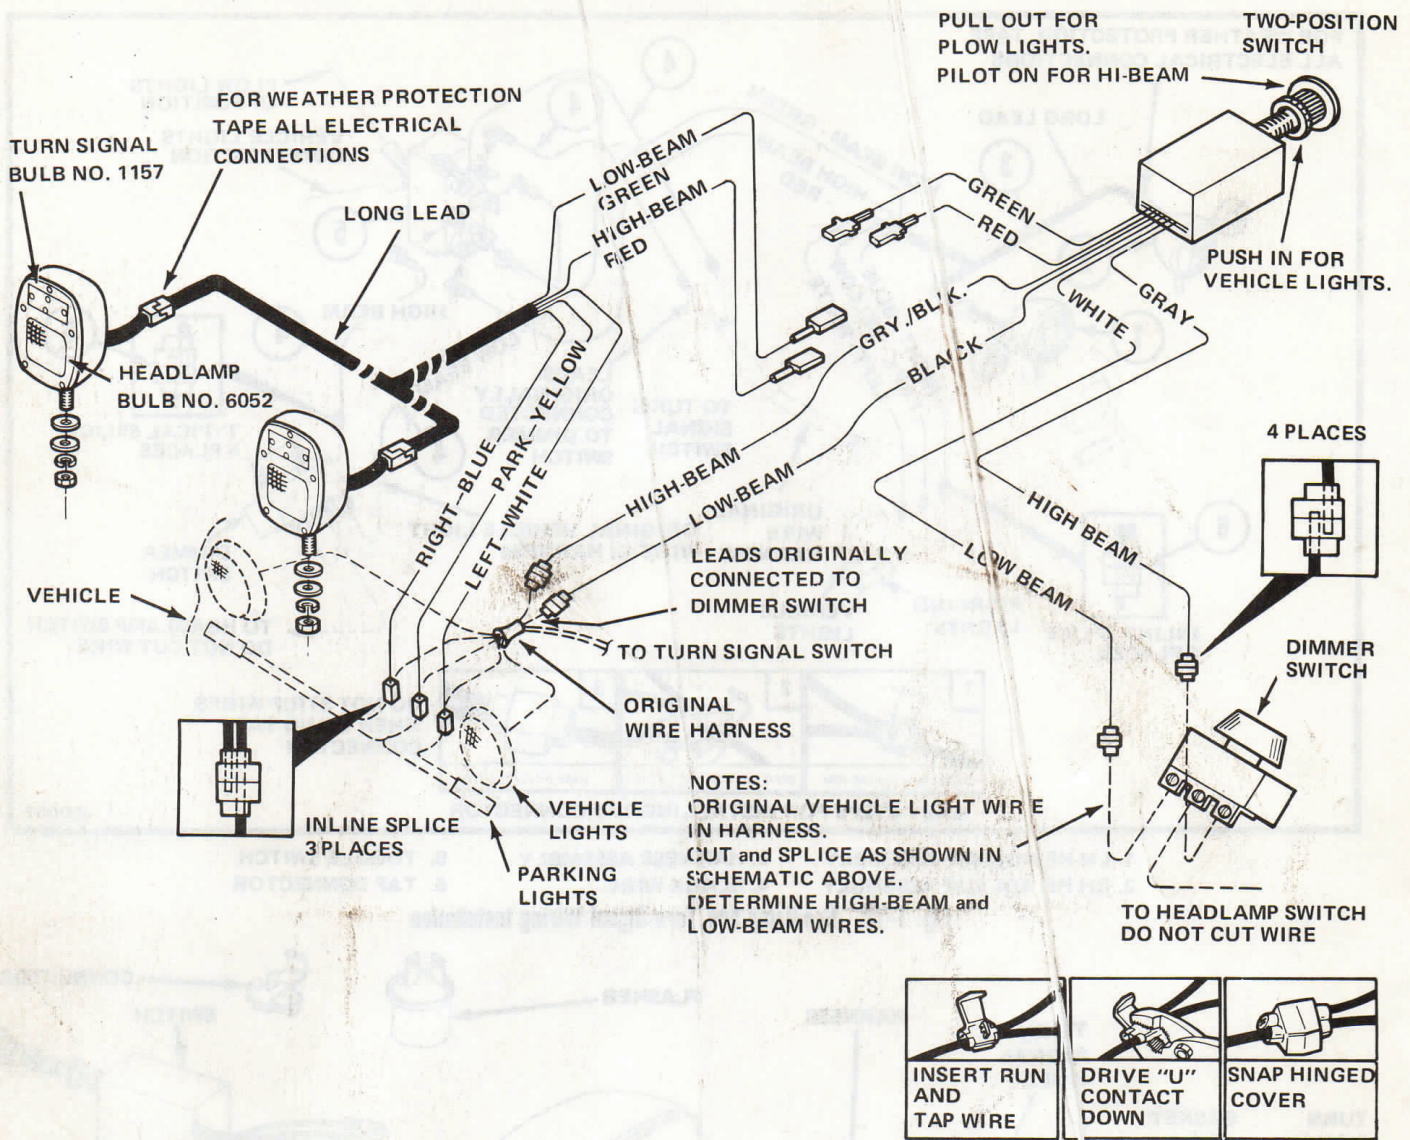 PULL OUT FOR
PLOW LIGHTS.
PILOT ON FOR HI-BEAM
TWO-POSITION
SWITCH
FOR WEATHER PROTECTION
TAPE ALL ELECTRICAL
CONNECTIONS
TURN SIGNAL
BULB NO. 1157
LONG LEAD
LOW-BEAM
GREEN
HIGH-BEAM
RED
GREEN
RED
PUSH IN FOR
VEHICLE LIGHTS.
GRY./BLK.
BLACK
WHITE
GRAY
HEADLAMP
BULB NO. 6052
RIGHT-BLUE
PARK-YELLOW
LEFT-WHITE
HIGH-BEAM
LOW-BEAM
4 PLACES
HIGH BEAM
LOW BEAM
LEADS ORIGINALLY
CONNECTED TO
DIMMER SWITCH
VEHICLE
TO TURN SIGNAL SWITCH
DIMMER
SWITCH
ORIGINAL
WIRE HARNESS
INLINE SPLICE
3 PLACES
VEHICLE
LIGHTS
PARKING
LIGHTS
NOTES:
ORIGINAL VEHICLE LIGHT WIRE
IN HARNESS.
CUT and SPLICE AS SHOWN IN
SCHEMATIC ABOVE.
DETERMINE HIGH-BEAM and
LOW-BEAM WIRES.
TO HEADLAMP SWITCH
DO NOT CUT WIRE
INSERT RUN
AND
TAP WIRE
DRIVE "U"
CONTACT
DOWN
SNAP HINGED
COVER